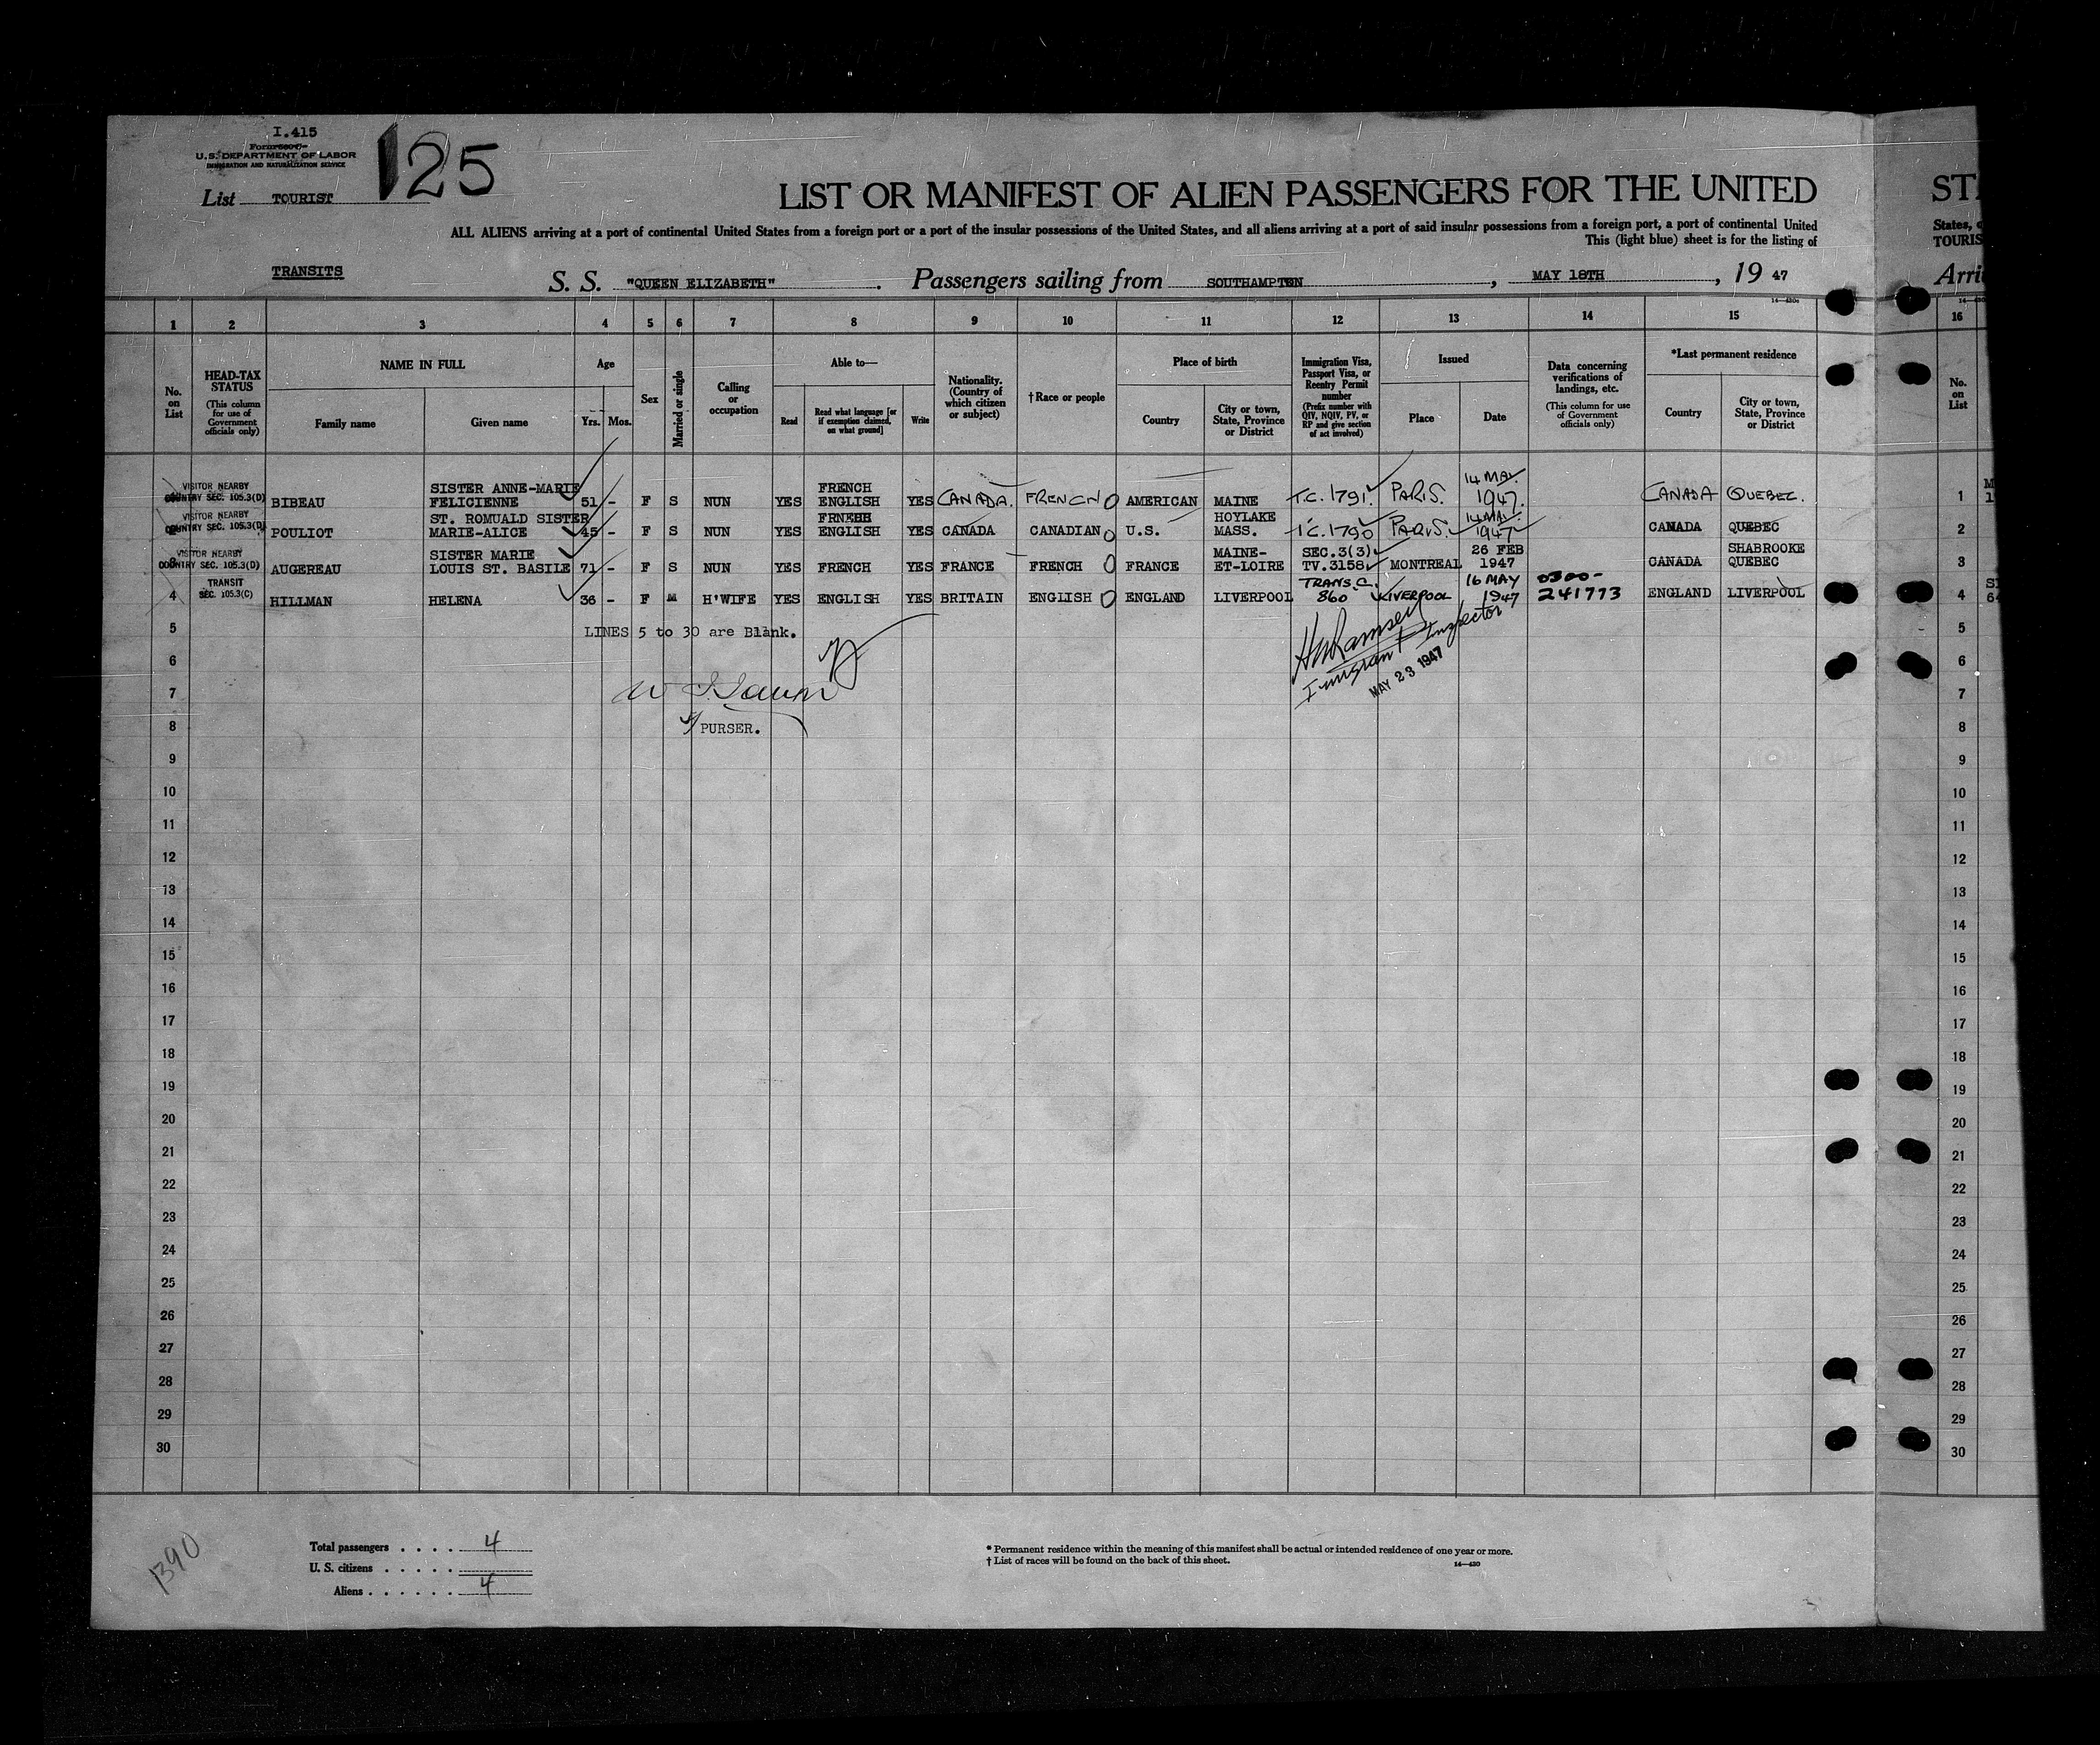 I.415
U.S. DEPARTMENT OF LABOR
IMMIGRATION AND NATURALIZATION SERVICE
125
List TOURIST
LIST OR MANIFEST OF ALIEN PASSENGERS FOR THE UNITED
ALL ALIENS arriving at a port of continental United States from a foreign port or a port of the insular possessions of the United States, and all aliens arriving at a port of said insular possessions from a foreign port, a port of continental United
This (light blue) sheet is for the listing of
States,
TOURIS
TRANSITS
S. S. "QUEEN ELIZABETH". Passengers sailing from SOUTHAMPTON, MAY 18TH, 19 47
Arri
1 2 3 4 5 6 7 8 9 10 11 12 13 14 15 16
No. on List
HEAD-TAX STATUS
(This column for use of Government officials only)
NAME IN FULL
Family name
Given name
Age
Yrs. Mos.
Sex
Married or single
Calling or occupation
Able to—
Read
Read what language [or if exemption claimed, on what ground]
Write
Nationality. (Country of which citizen or subject)
† Race or people
Place of birth
Country
City or town, State, Province or District
Immigration Visa, Passport Visa, or Reentry Permit number
(Prefix number with QIV, NQIV, PV, or RP and give section of act involved)
Issued
Place
Date
Data concerning verifications of landings, etc.
(This column for use of Government officials only)
*Last permanent residence
Country
City or town, State, Province or District
No. on List
VISITOR NEARBY SISTER ANNE-MARIE FRENCH 14 MAY.
COUNTRY SEC. 105.3(D) BIBEAU FELICIENNE 51 - F S NUN YES ENGLISH YES CANADA. FRENCH AMERICAN MAINE T.C. 1791. PARIS. 1947. CANADA QUEBEC. 1
VISITOR NEARBY ST. ROMUALD SISTER HOYLAKE 14 MAY.
COUNTRY SEC. 105.3(D) POULIOT MARIE-ALICE 45 - F S NUN YES ENGLISH YES CANADA CANADIAN U.S. MASS. T.C. 1790 PARIS. 1947 CANADA QUEBEC 2
VISITOR NEARBY SISTER MARIE MAINE- SEC.3(3) 26 FEB SHABROOKE
COUNTRY SEC. 105.3(D) AUGEREAU LOUIS ST. BASILE 71 - F S NUN YES FRENCH YES FRANCE FRENCH FRANCE ET-LOIRE TV.3158 MONTREAL 1947 CANADA QUEBEC 3
TRANSIT TRANS C. 16 MAY 0300-
4 SEC. 105.3(C) HILLMAN HELENA 36 - F M H'WIFE YES ENGLISH YES BRITAIN ENGLISH ENGLAND LIVERPOOL 860 LIVERPOOL 1947 241773 ENGLAND LIVERPOOL 4
5 LINES 5 to 30 are Blank. 5
6 Inspector 6
7 MAY 23 1947 7
8 PURSER. 8
9 9
10 10
11 11
12 12
13 13
14 14
15 15
16 16
17 17
18 18
19 19
20 20
21 21
22 22
23 23
24 24
25 25
26 26
27 27
28 28
29 29
30 30
1390
Total passengers . . . . 4
U. S. citizens . . . . .
Aliens . . . . . . 4
* Permanent residence within the meaning of this manifest shall be actual or intended residence of one year or more.
† List of races will be found on the back of this sheet.